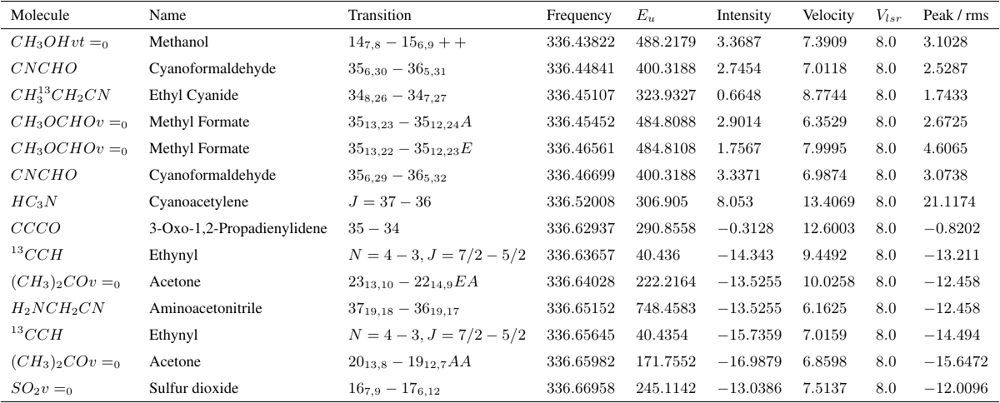 Molecule Name Transition Frequency $E_u$ Intensity Velocity $V_{lsr}$ Peak / rms
$CH_3OHvt =_0$ Methanol $14_{7,8} - 15_{6,9} + +$ 336.43822 488.2179 3.3687 7.3909 8.0 3.1028
$CNCHO$ Cyanoformaldehyde $35_{6,30} - 36_{5,31}$ 336.44841 400.3188 2.7454 7.0118 8.0 2.5287
$CH_3^{13}CH_2CN$ Ethyl Cyanide $34_{8,26} - 34_{7,27}$ 336.45107 323.9327 0.6648 8.7744 8.0 1.7433
$CH_3OCHOv =_0$ Methyl Formate $35_{13,23} - 35_{12,24}A$ 336.45452 484.8088 2.9014 6.3529 8.0 2.6725
$CH_3OCHOv =_0$ Methyl Formate $35_{13,22} - 35_{12,23}E$ 336.46561 484.8108 1.7567 7.9995 8.0 4.6065
$CNCHO$ Cyanoformaldehyde $35_{6,29} - 36_{5,32}$ 336.46699 400.3188 3.3371 6.9874 8.0 3.0738
$HC_3N$ Cyanoacetylene $J = 37 - 36$ 336.52008 306.905 8.053 13.4069 8.0 21.1174
$CCCO$ 3-Oxo-1,2-Propadienylidene $35 - 34$ 336.62937 290.8558 −0.3128 12.6003 8.0 −0.8202
$^{13}CCH$ Ethynyl $N = 4 - 3, J = 7/2 - 5/2$ 336.63657 40.436 −14.343 9.4492 8.0 −13.211
$(CH_3)_2COv =_0$ Acetone $23_{13,10} - 22_{14,9}EA$ 336.64028 222.2164 −13.5255 10.0258 8.0 −12.458
$H_2NCH_2CN$ Aminoacetonitrile $37_{19,18} - 36_{19,17}$ 336.65152 748.4583 −13.5255 6.1625 8.0 −12.458
$^{13}CCH$ Ethynyl $N = 4 - 3, J = 7/2 - 5/2$ 336.65645 40.4354 −15.7359 7.0159 8.0 −14.494
$(CH_3)_2COv =_0$ Acetone $20_{13,8} - 19_{12,7}AA$ 336.65982 171.7552 −16.9879 6.8598 8.0 −15.6472
$SO_2v =_0$ Sulfur dioxide $16_{7,9} - 17_{6,12}$ 336.66958 245.1142 −13.0386 7.5137 8.0 −12.0096